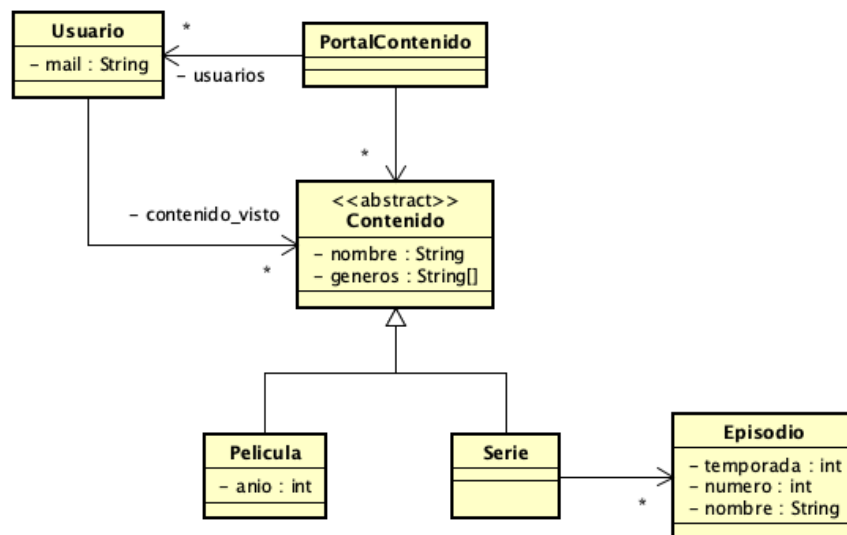 Usuario
- mail : String
*
- usuarios
PortalContenido
*
- contenido_visto
*
<<abstract>>
Contenido
- nombre : String
- generos : String[]
Pelicula
- anio : int
Serie
*
Episodio
- temporada : int
- numero : int
- nombre : String